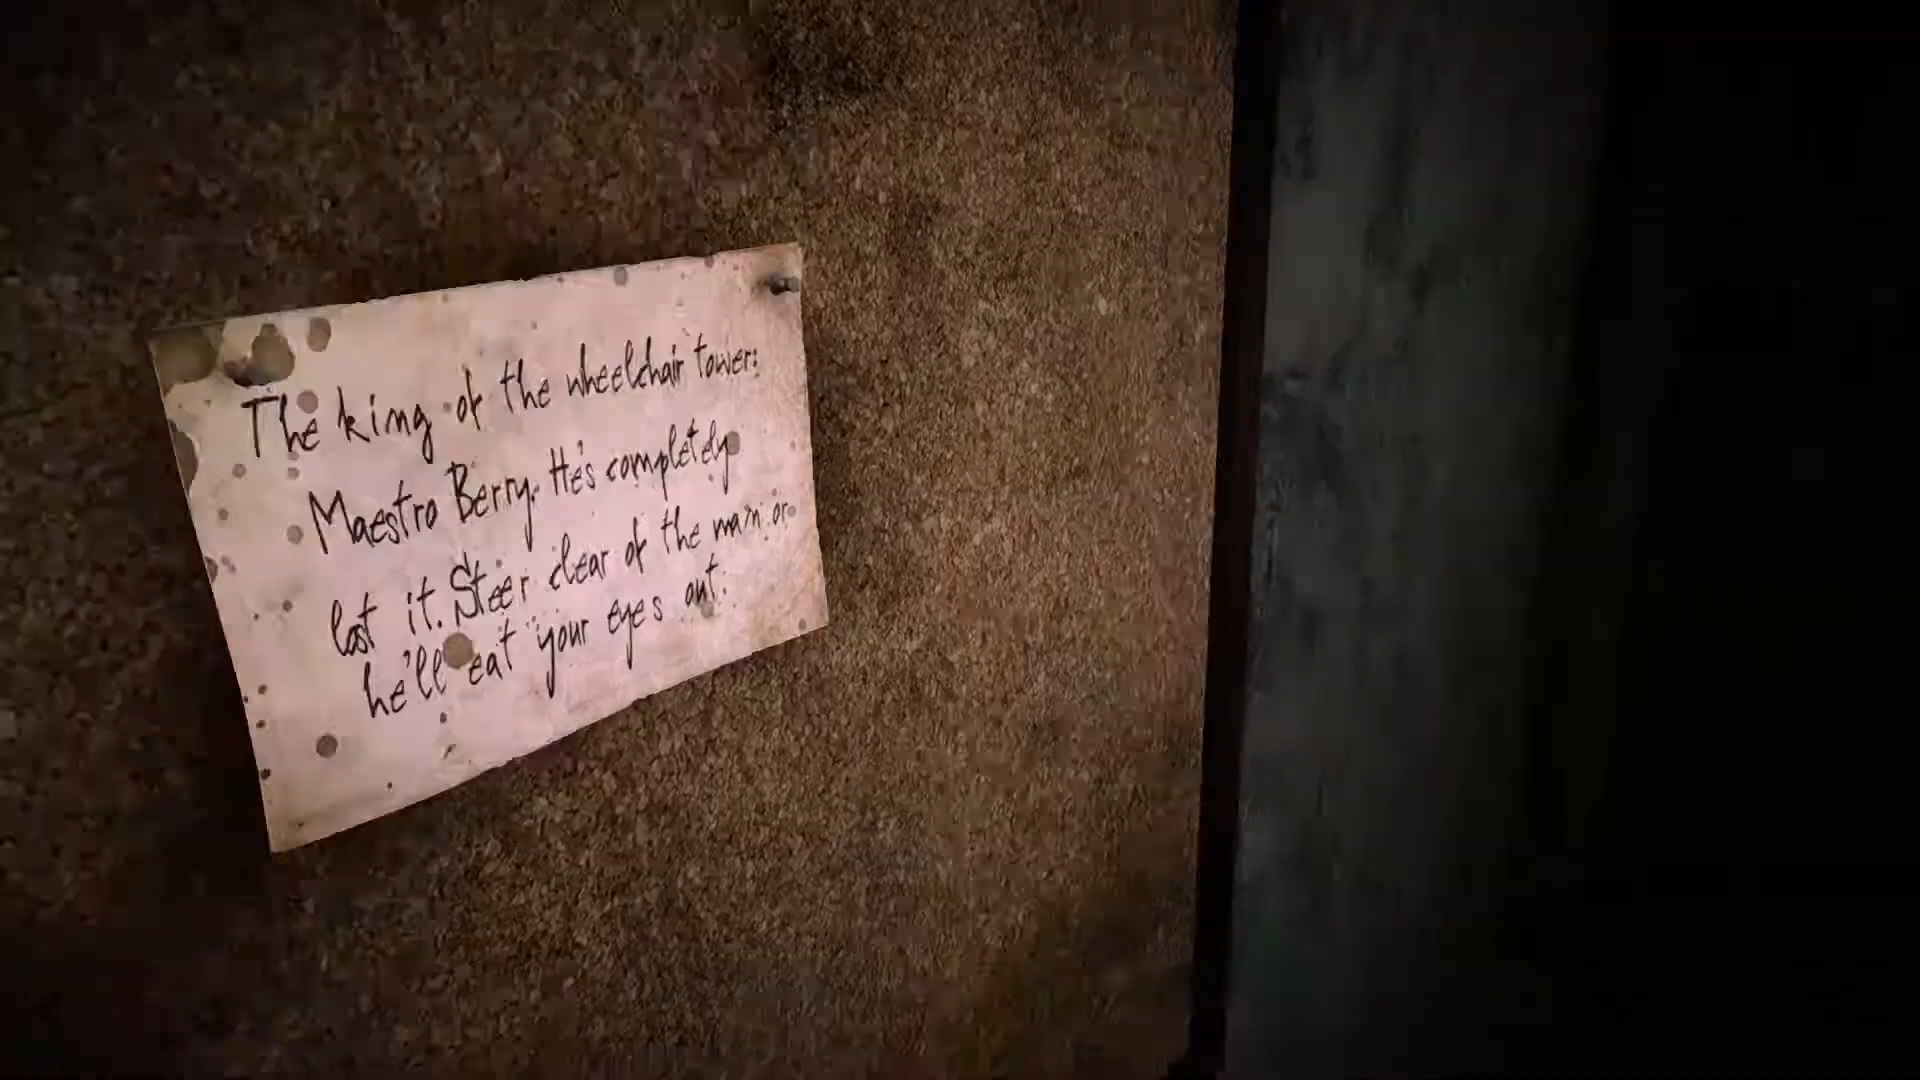 The king of the wheelchair tower:
Maestro Berry. He's completely
lost it. Steer clear of the man or
he'll eat your eyes out.